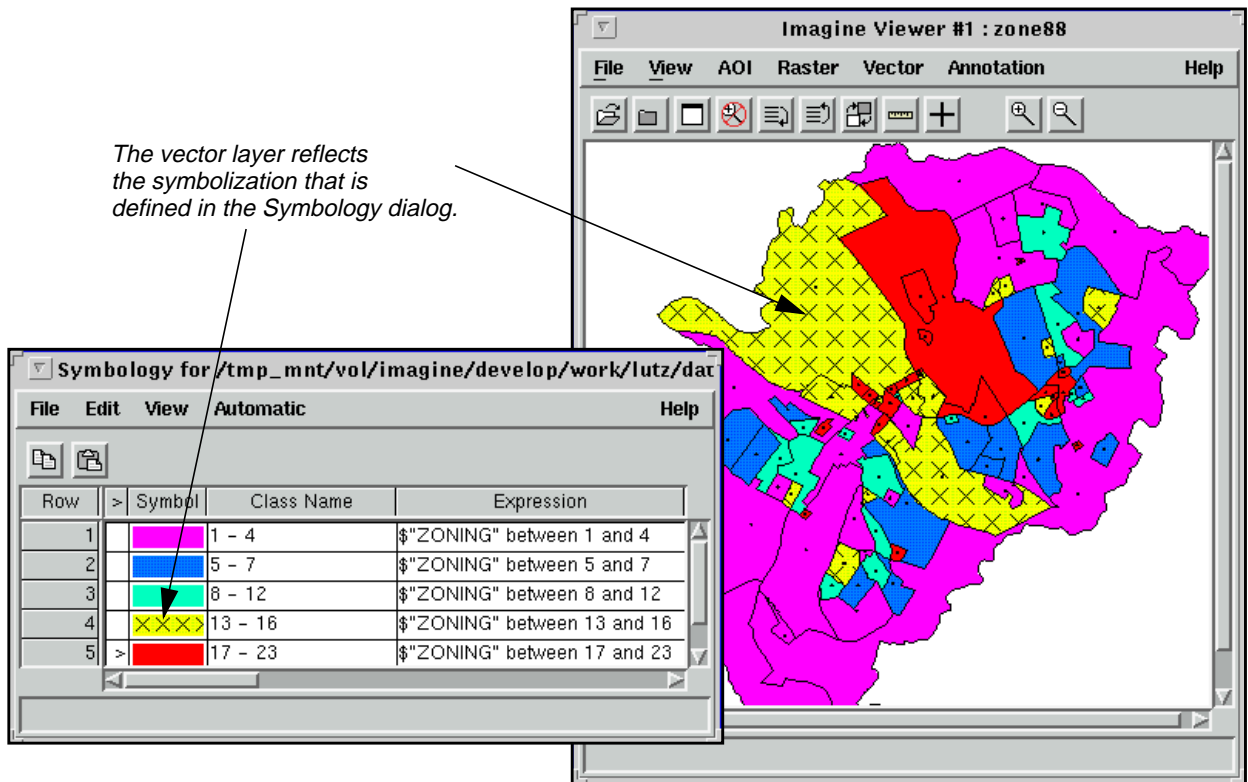 Imagine Viewer #1 : zone88
File View AOI Raster Vector Annotation Help
The vector layer reflects
the symbolization that is
defined in the Symbology dialog.
Symbology for /tmp_mnt/vol/imagine/develop/work/lutz/dat
File Edit View Automatic Help
Row > Symbol Class Name Expression
1 1 - 4 $"ZONING" between 1 and 4
2 5 - 7 $"ZONING" between 5 and 7
3 8 - 12 $"ZONING" between 8 and 12
4 13 - 16 $"ZONING" between 13 and 16
5 > 17 - 23 $"ZONING" between 17 and 23